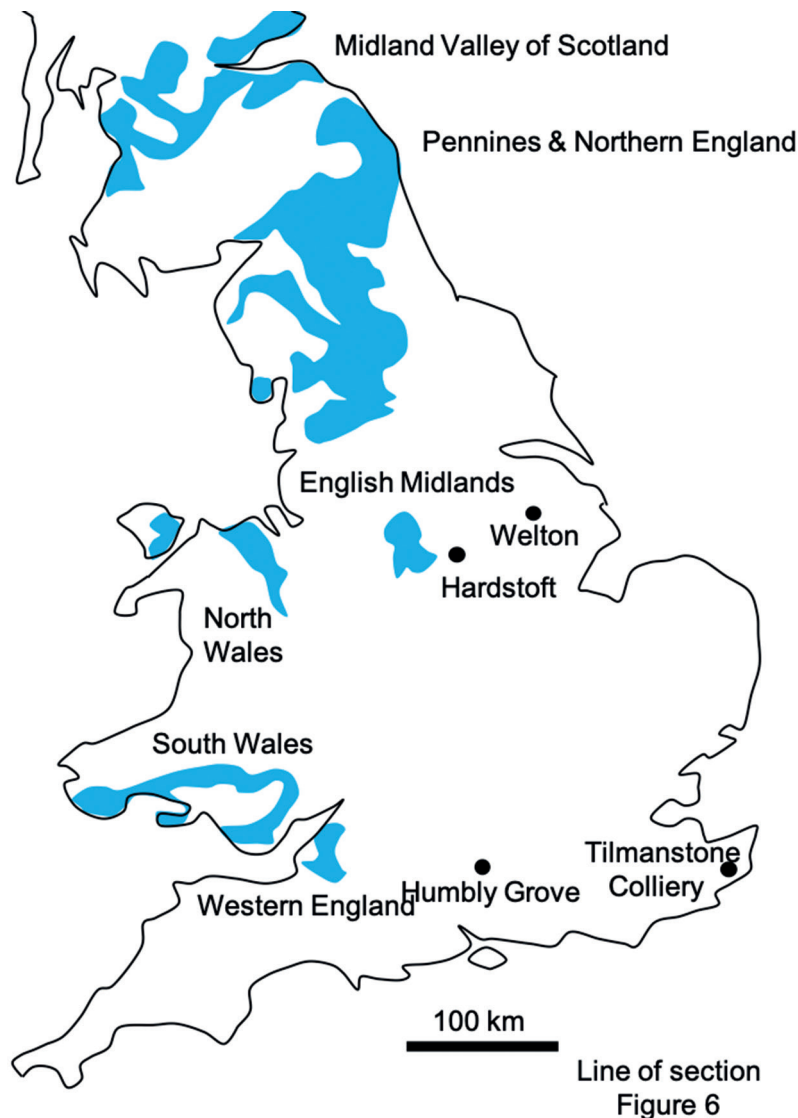 Midland Valley of Scotland
Pennines & Northern England
English Midlands
Welton
Hardstoft
North
Wales
South Wales
Tilmanstone
Colliery
Humbly Grove
Western England
100 km
Line of section
Figure 6